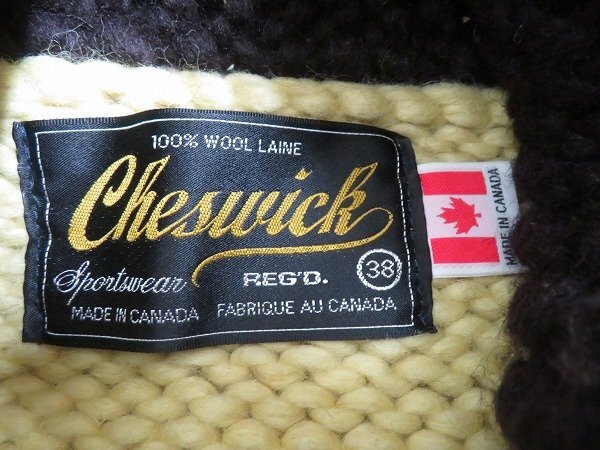 100% WOOL LAINE
Cheswick
Sportswear REG'D. 38
MADE IN CANADA FABRIQUE AU CANADA
MADE IN CANADA